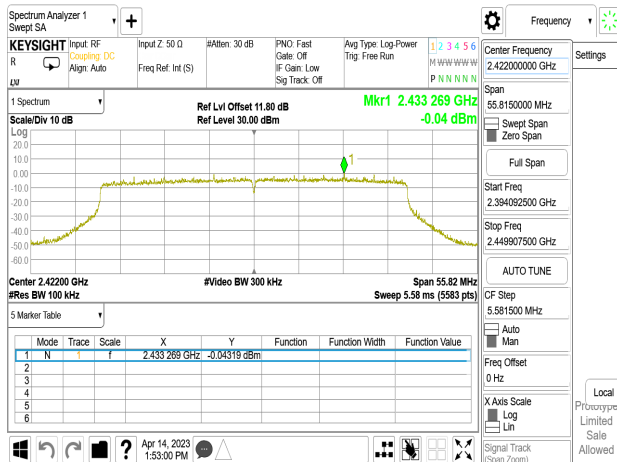 Spectrum Analyzer 1
Swept SA
Frequency
KEYSIGHT
R
Input: RF
Coupling: DC
Align: Auto
Input Z: 50 Ω
Freq Ref: Int (S)
#Atten: 30 dB
PNO: Fast
Gate: Off
IF Gain: Low
Sig Track: Off
Avg Type: Log-Power
Trig: Free Run
1 2 3 4 5 6
M W W W W W
P N N N N N
1 Spectrum
Scale/Div 10 dB
Ref Lvl Offset 11.80 dB
Ref Level 30.00 dBm
Mkr1 2.433 269 GHz
-0.04 dBm
Log
20.0
10.0
0.00
-10.0
-20.0
-30.0
-40.0
-50.0
-60.0
1
Center 2.42200 GHz
#Res BW 100 kHz
#Video BW 300 kHz
Span 55.82 MHz
Sweep 5.58 ms (5583 pts)
5 Marker Table
Mode Trace Scale X Y Function Function Width Function Value
1 N 1 f 2.433 269 GHz -0.04319 dBm
2
3
4
5
6
Apr 14, 2023
1:53:00 PM
Center Frequency
2.422000000 GHz
Span
55.8150000 MHz
Swept Span
Zero Span
Full Span
Start Freq
2.394092500 GHz
Stop Freq
2.449907500 GHz
AUTO TUNE
CF Step
5.581500 MHz
Auto
Man
Freq Offset
0 Hz
X Axis Scale
Log
Lin
Signal Track
(Span Zoom)
Settings
Local
Prototype
Limited
Sale
Allowed